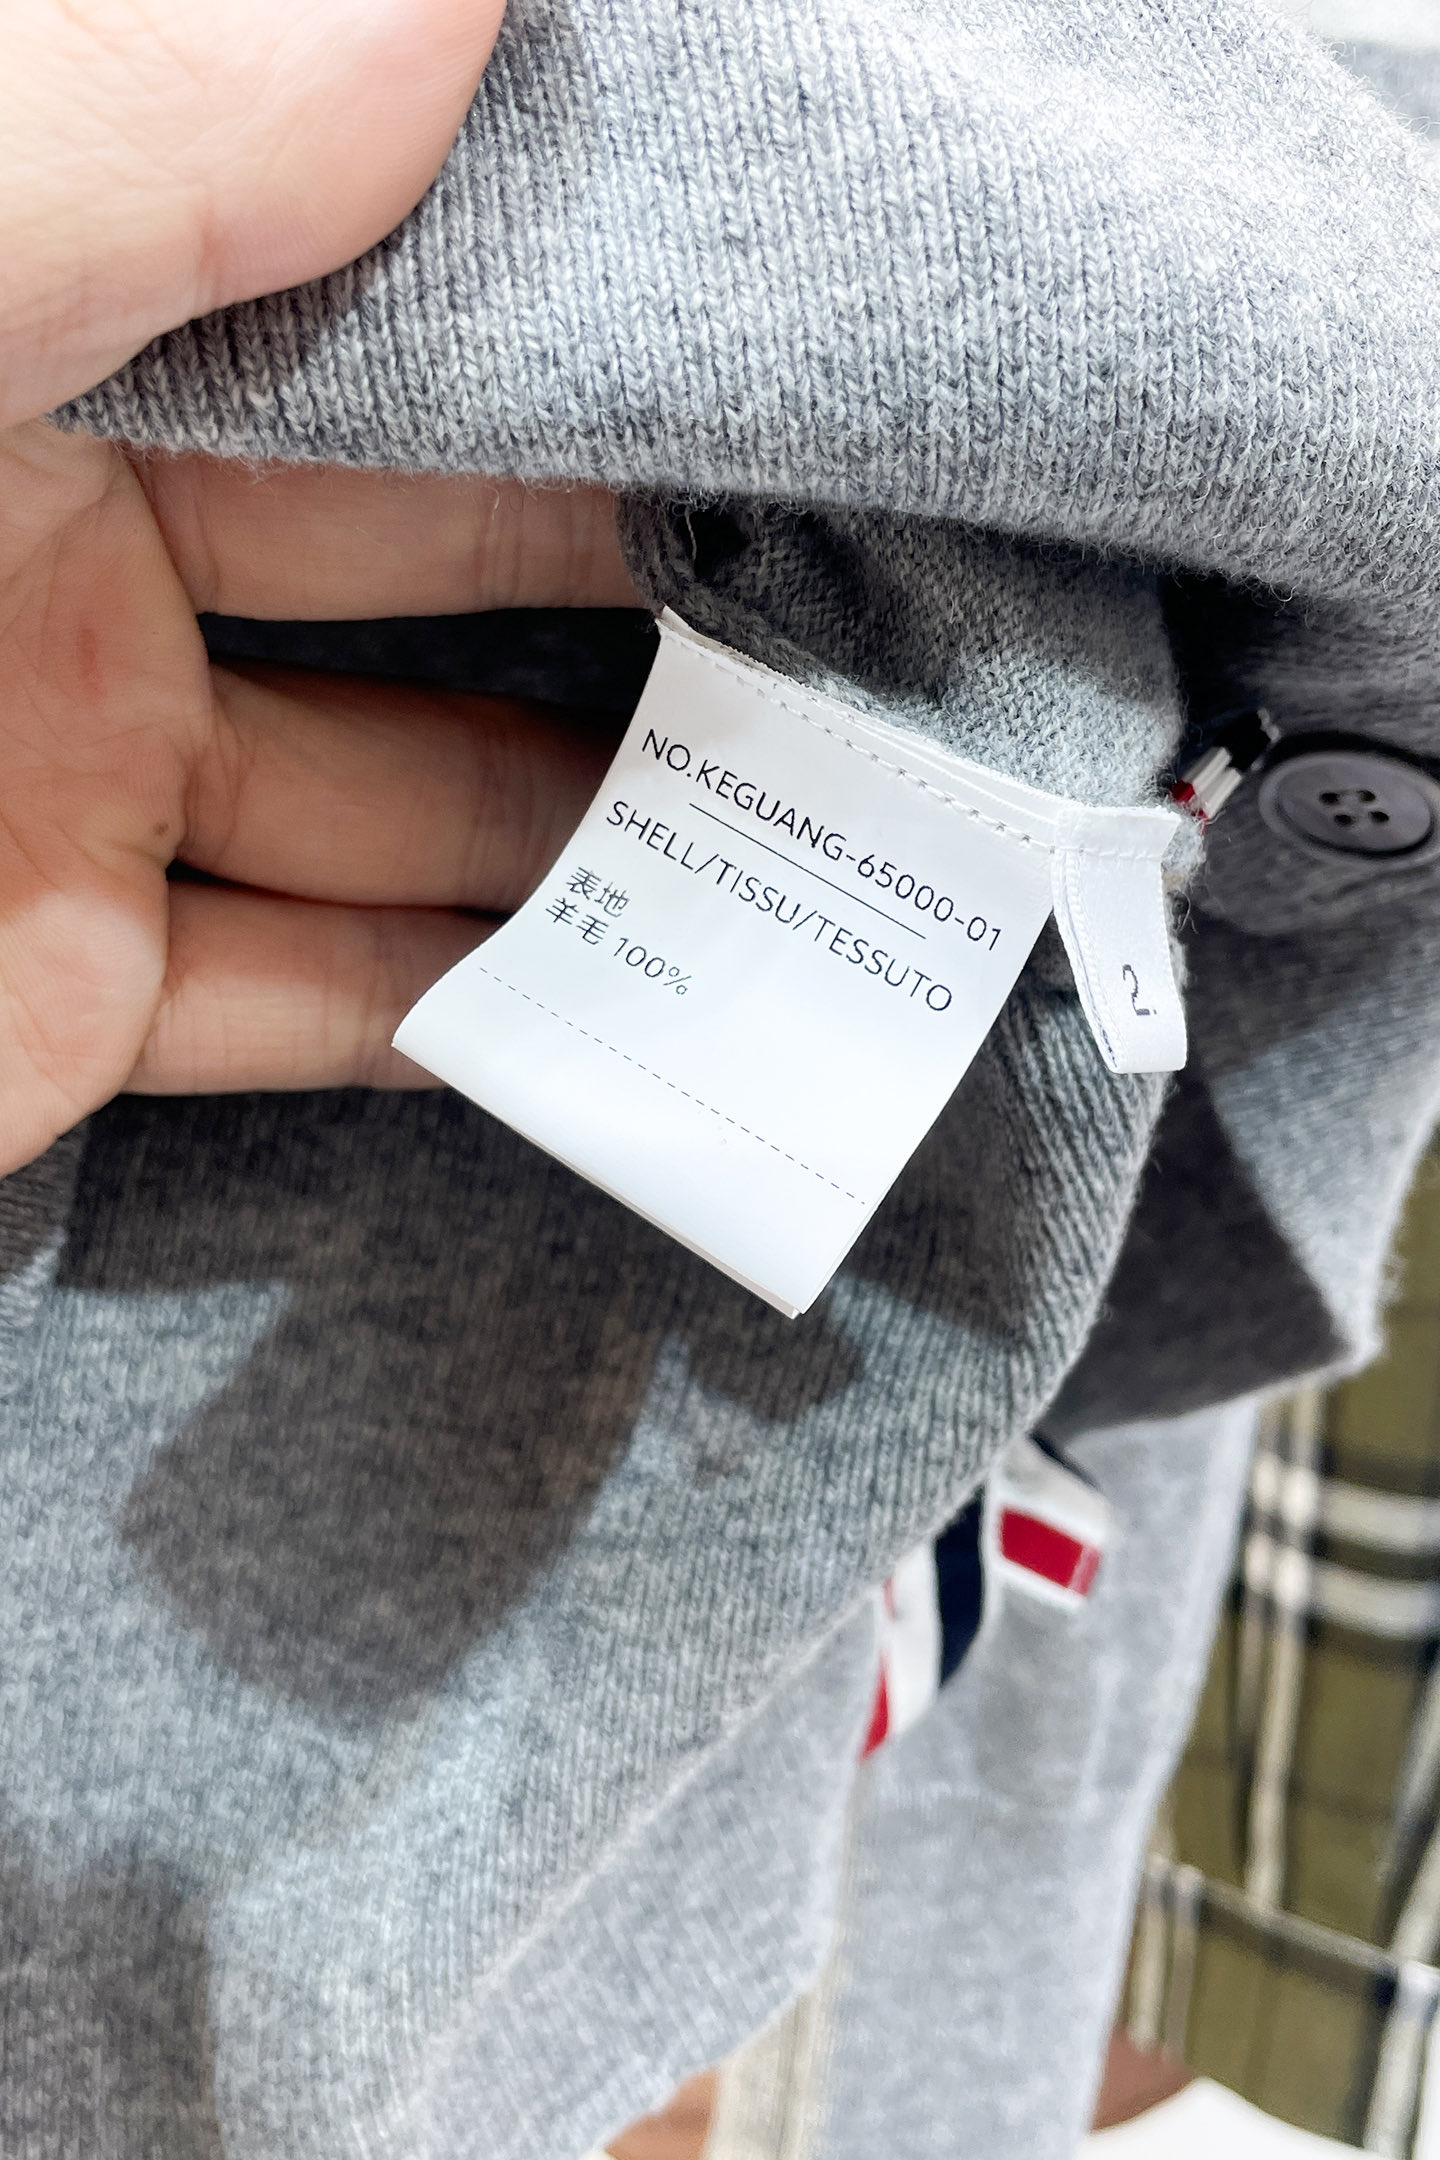 NO.KEGUANG-65000-01
SHELL/TISSU/TESSUTO
表地
羊毛 100%
2